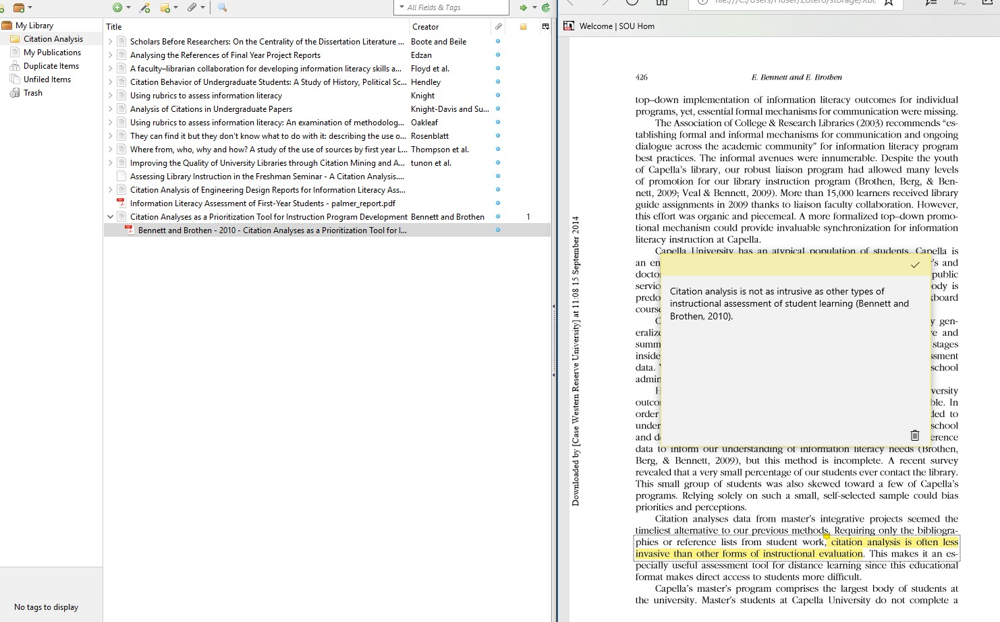 All Fields & Tags
My Library
Citation Analysis
My Publications
Duplicate Items
Unfiled Items
Trash
No tags to display
Title
Creator
Scholars Before Researchers: On the Centrality of the Dissertation Literature ... Boote and Beile
Analysing the References of Final Year Project Reports Edzan
A faculty–librarian collaboration for developing information literacy skills a... Floyd et al.
Citation Behavior of Undergraduate Students: A Study of History, Political Sc... Hendley
Using rubrics to assess information literacy Knight
Analysis of Citations in Undergraduate Papers Knight-Davis and Su...
Using rubrics to assess information literacy: An examination of methodolog... Oakleaf
They can find it but they don't know what to do with it: describing the use o... Rosenblatt
Where from, who, why and how? A study of the use of sources by first year L... Thompson et al.
Improving the Quality of University Libraries through Citation Mining and A... tunon et al.
Assessing Library Instruction in the Freshman Seminar - A Citation Analysis....
Citation Analysis of Engineering Design Reports for Information Literacy Ass...
Information Literacy Assessment of First-Year Students - palmer_report.pdf
Citation Analyses as a Prioritization Tool for Instruction Program Development Bennett and Brothen 1
Bennett and Brothen - 2010 - Citation Analyses as a Prioritization Tool for I...
file:///C:/Users/Hoser/Zotero/storage/XBC
Welcome | SOU Hom
Downloaded by [Case Western Reserve University] at 11:08 15 September 2014
426 E. Bennett and E. Brothen
top–down implementation of information literacy outcomes for individual
programs, yet, essential formal mechanisms for communication were missing.
The Association of College & Research Libraries (2003) recommends “es-
tablishing formal and informal mechanisms for communication and ongoing
dialogue across the academic community” for information literacy program
best practices. The informal avenues were innumerable. Despite the youth
of Capella’s library, our robust liaison program had allowed many levels
of promotion for our library instruction program (Brothen, Berg, & Ben-
nett, 2009; Veal & Bennett, 2009). More than 15,000 learners received library
guide assignments in 2009 thanks to liaison faculty collaboration. However,
this effort was organic and piecemeal. A more formalized top–down promo-
tional mechanism could provide invaluable synchronization for information
literacy instruction at Capella.
Capella University has an atypical population of students. Capella is
an en 's and
docto public
servic ody is
predo kboard
course
C y gen-
eralize e and
summ stages
inside ssment
data. school
admin
H versity
outco ble. In
order ded to
under school
and d erence
Citation analysis is not as intrusive as other types of
instructional assessment of student learning (Bennett and
Brothen, 2010).
data to inform our understanding of information literacy needs (Brothen,
Berg, & Bennett, 2009), but this method is incomplete. A recent survey
revealed that a very small percentage of our students ever contact the library.
This small group of students was also skewed toward a few of Capella’s
programs. Relying solely on such a small, self-selected sample could bias
priorities and perceptions.
Citation analyses data from master’s integrative projects seemed the
timeliest alternative to our previous methods. Requiring only the bibliogra-
phies or reference lists from student work, citation analysis is often less
invasive than other forms of instructional evaluation. This makes it an es-
pecially useful assessment tool for distance learning since this educational
format makes direct access to students more difficult.
Capella’s master’s program comprises the largest body of students at
the university. Master’s students at Capella University do not complete a